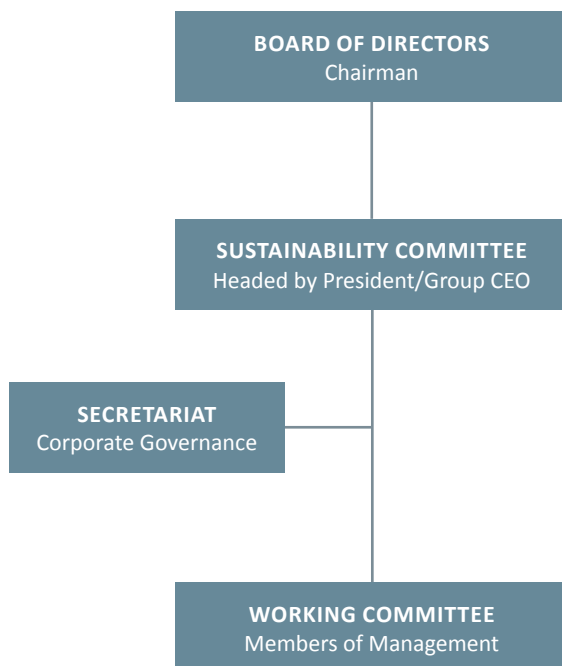 BOARD OF DIRECTORS
Chairman
SUSTAINABILITY COMMITTEE
Headed by President/Group CEO
SECRETARIAT
Corporate Governance
WORKING COMMITTEE
Members of Management